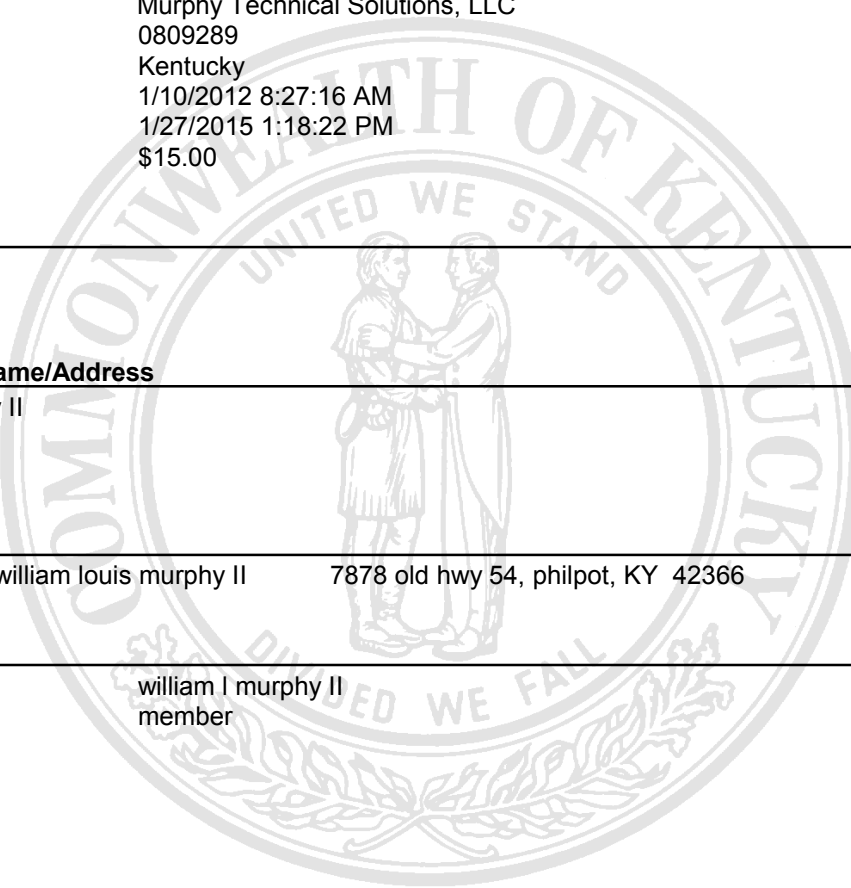 Murphy Technical Solutions, LLC
0809289
Kentucky
1/10/2012 8:27:16 AM
1/27/2015 1:18:22 PM
$15.00
COMMONWEALTH OF KENTUCKY
UNITED WE STAND
ame/Address
II
william louis murphy II 7878 old hwy 54, philpot, KY 42366
DIVIDED WE FALL
william l murphy II
member